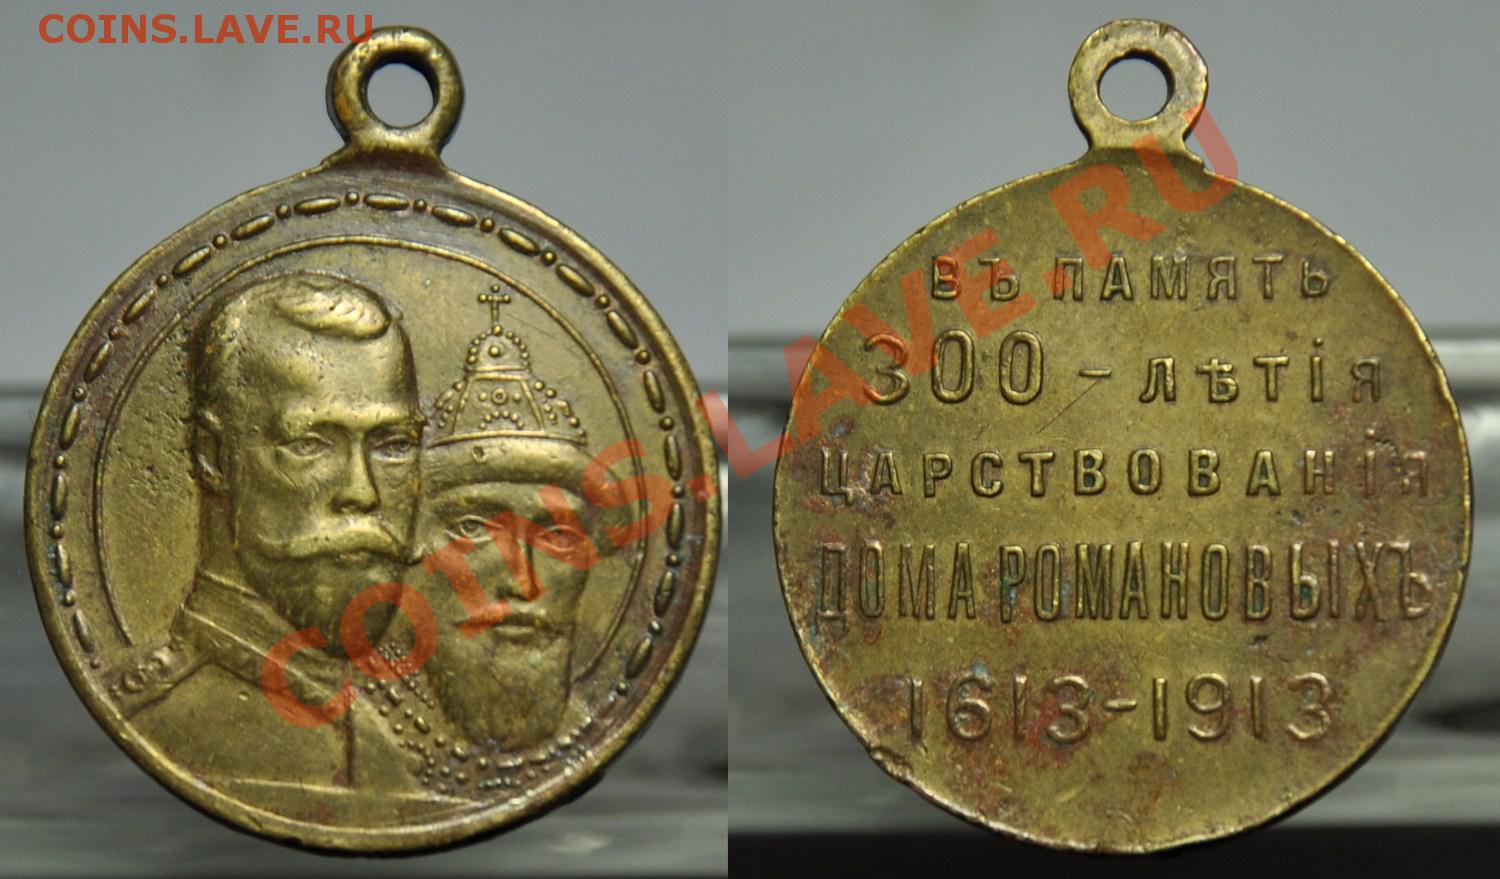 COINS.LAVE.RU
COINS.LAVE.RU
ВЪ ПАМЯТЬ
300-лѣтія
ЦАРСТВОВАНІЯ
ДОМА РОМАНОВЫХЪ
1613-1913